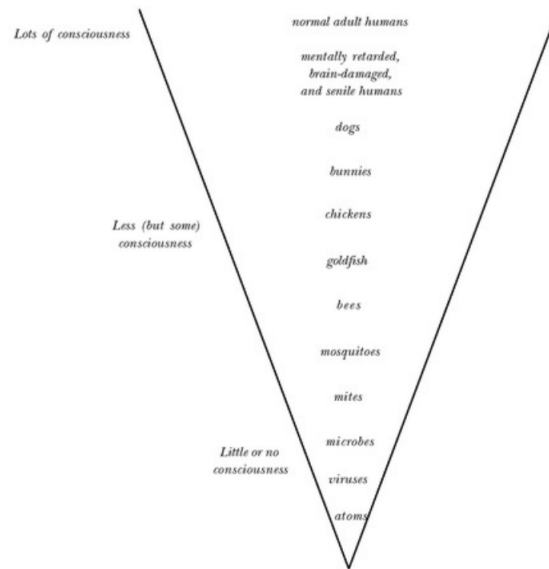 normal adult humans
Lots of consciousness
mentally retarded,
brain-damaged,
and senile humans
dogs
bunnies
chickens
Less (but some)
consciousness
goldfish
bees
mosquitoes
mites
microbes
Little or no
consciousness
viruses
atoms